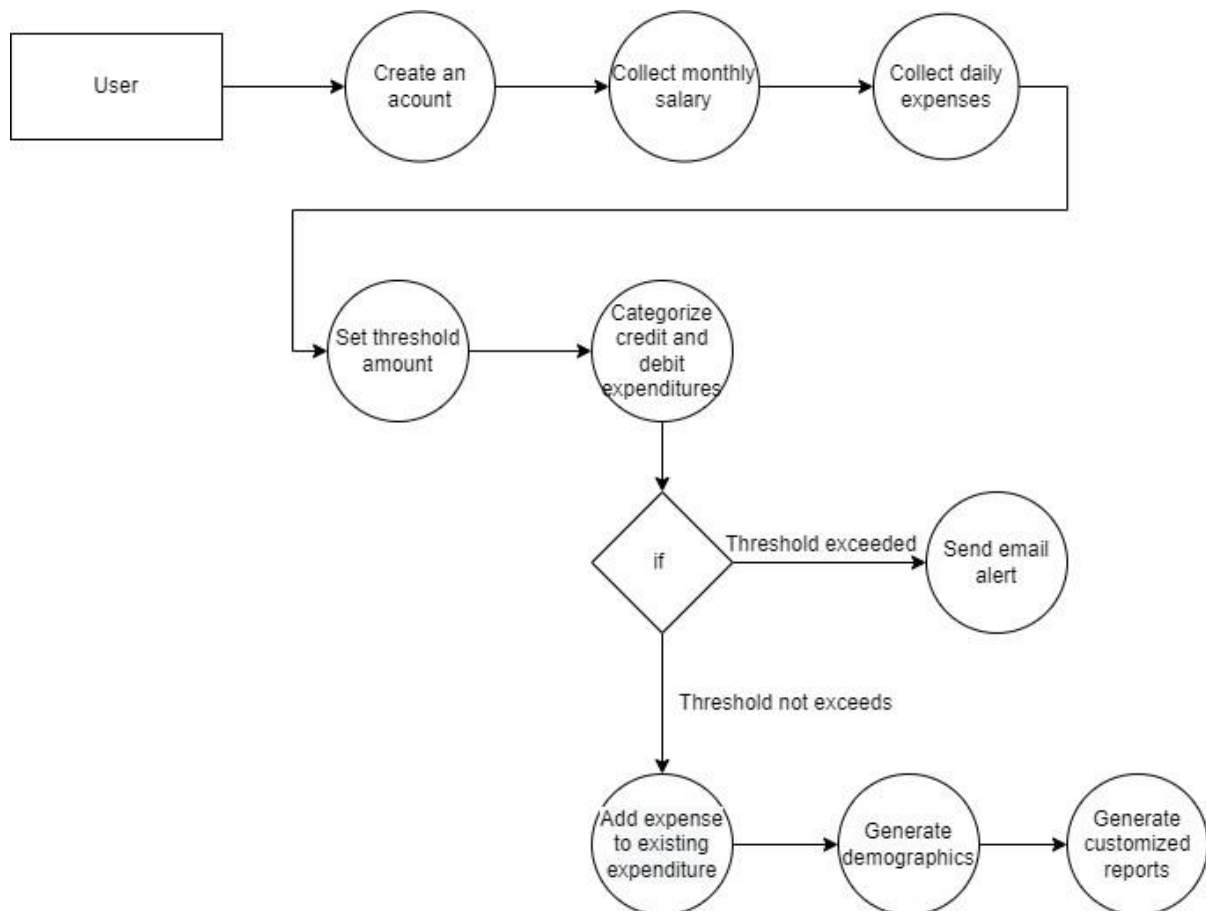 User
Create an
acount
Collect monthly
salary
Collect daily
expenses
Set threshold
amount
Categorize
credit and
debit
expenditures
if
Threshold exceeded
Send email
alert
Threshold not exceeds
Add expense
to existing
expenditure
Generate
demographics
Generate
customized
reports